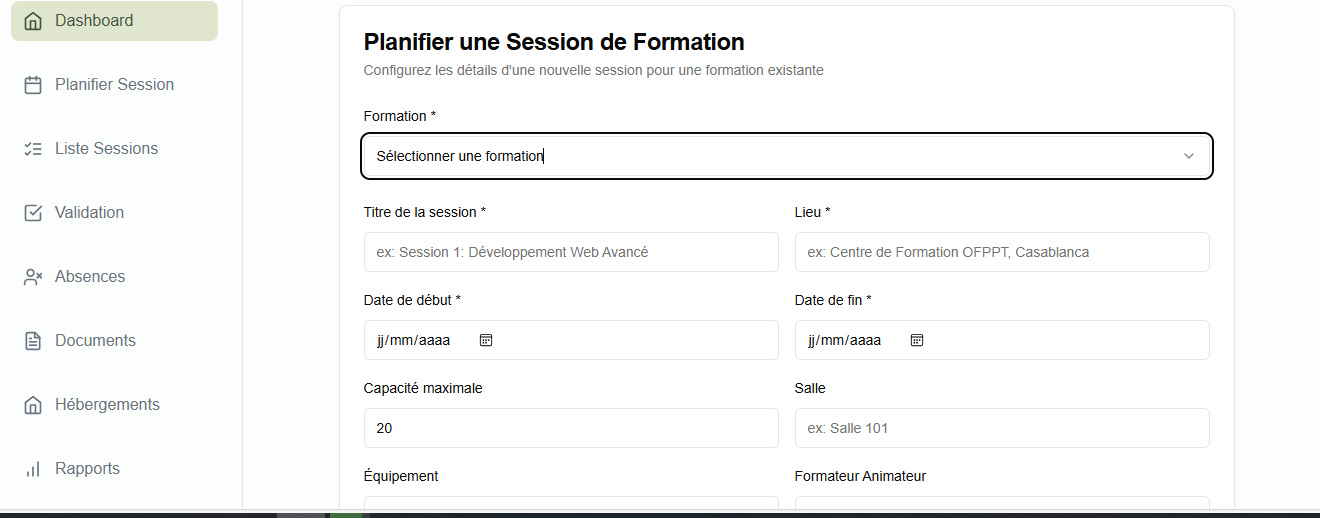 Dashboard
Planifier Session
Liste Sessions
Validation
Absences
Documents
Hébergements
Rapports
Planifier une Session de Formation
Configurez les détails d'une nouvelle session pour une formation existante
Formation *
Sélectionner une formation
Titre de la session *
Lieu *
ex: Session 1: Développement Web Avancé
ex: Centre de Formation OFPPT, Casablanca
Date de début *
Date de fin *
jj/mm/aaaa
jj/mm/aaaa
Capacité maximale
Salle
20
ex: Salle 101
Équipement
Formateur Animateur